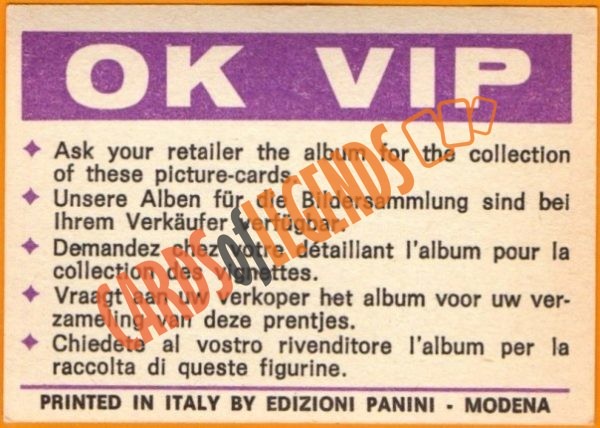 OK VIP
✦ Ask your retailer the album for the collection
of these picture-cards.
✦ Unsere Alben für die Bildersammlung sind bei
Ihrem Verkäufer verfügbar.
✦ Demandez chez votre détaillant l'album pour la
collection des vignettes.
✦ Vraagt aan uw verkoper het album voor uw ver-
zameling van deze prentjes.
✦ Chiedete al vostro rivenditore l'album per la
raccolta di queste figurine.
PRINTED IN ITALY BY EDIZIONI PANINI - MODENA
CARDS of LEGENDS